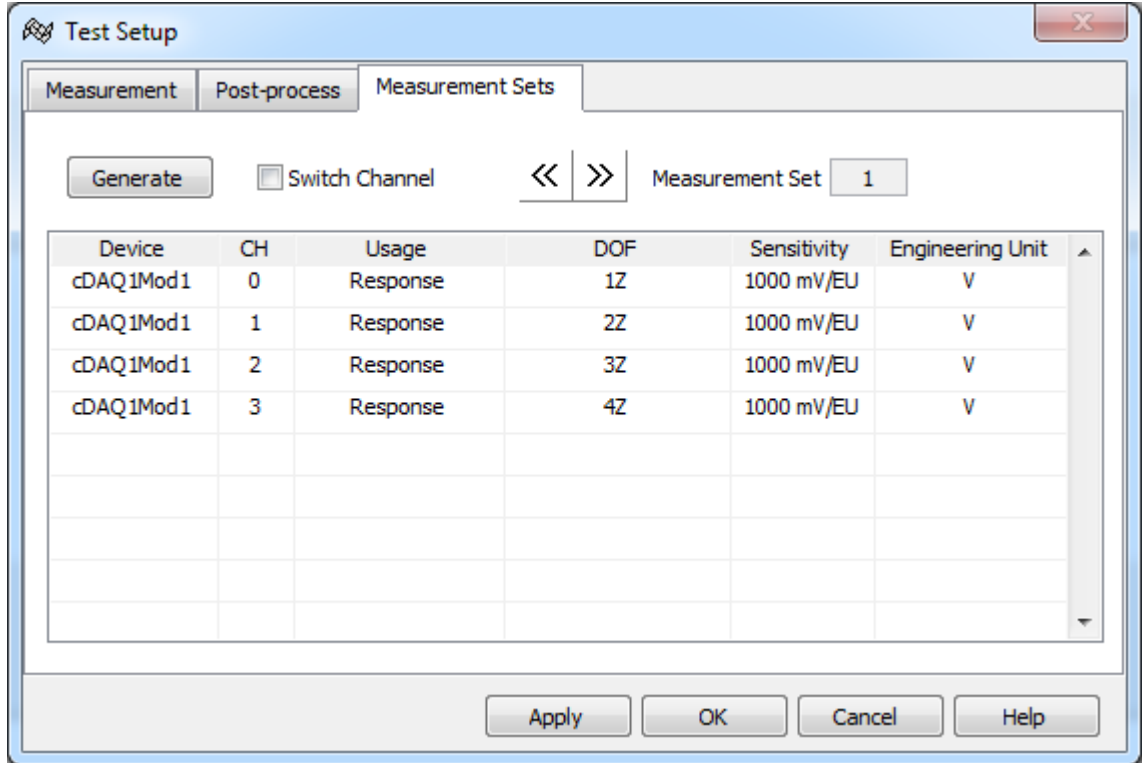 Test Setup
Measurement Post-process Measurement Sets
Generate Switch Channel << >> Measurement Set 1
Device CH Usage DOF Sensitivity Engineering Unit
cDAQ1Mod1 0 Response 1Z 1000 mV/EU V
cDAQ1Mod1 1 Response 2Z 1000 mV/EU V
cDAQ1Mod1 2 Response 3Z 1000 mV/EU V
cDAQ1Mod1 3 Response 4Z 1000 mV/EU V
Apply OK Cancel Help